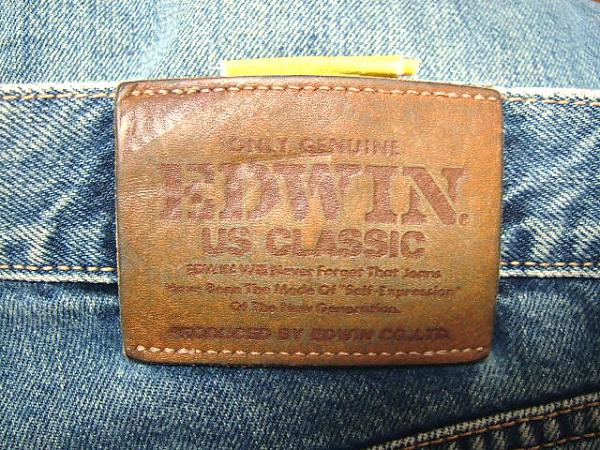 ONLY GENUINE
EDWIN.
US CLASSIC
Will Never Forget That Jeans
Have Been The Mode Of "Self-Expression"
Of The New Generation.
PRODUCED BY EDWIN CO.,LTD.